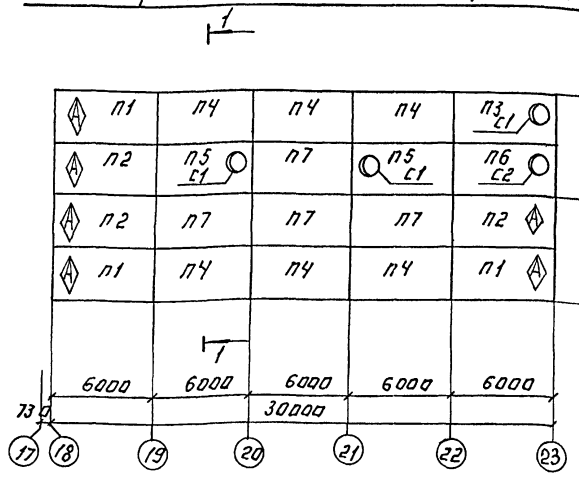 1
А п1 п4 п4 п4 п3 с1
А п2 п5 с1 п7 п5 с1 п6 с2
А п2 п7 п7 п7 п2 А
А п1 п4 п4 п4 п1 А
1
6000 6000 6000 6000 6000
30000
17 18 19 20 21 22 23